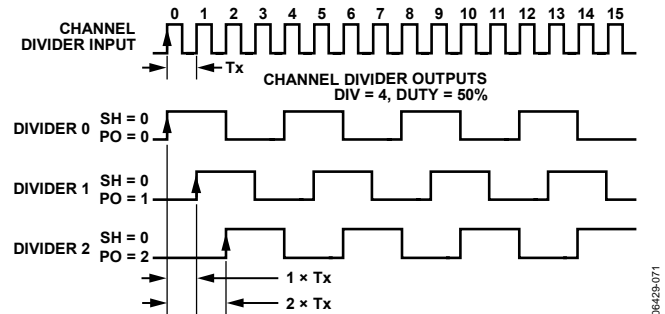 0 1 2 3 4 5 6 7 8 9 10 11 12 13 14 15
CHANNEL
DIVIDER INPUT
Tx
CHANNEL DIVIDER OUTPUTS
DIV = 4, DUTY = 50%
DIVIDER 0 SH = 0
PO = 0
DIVIDER 1 SH = 0
PO = 1
DIVIDER 2 SH = 0
PO = 2
1 × Tx
2 × Tx
06429-071